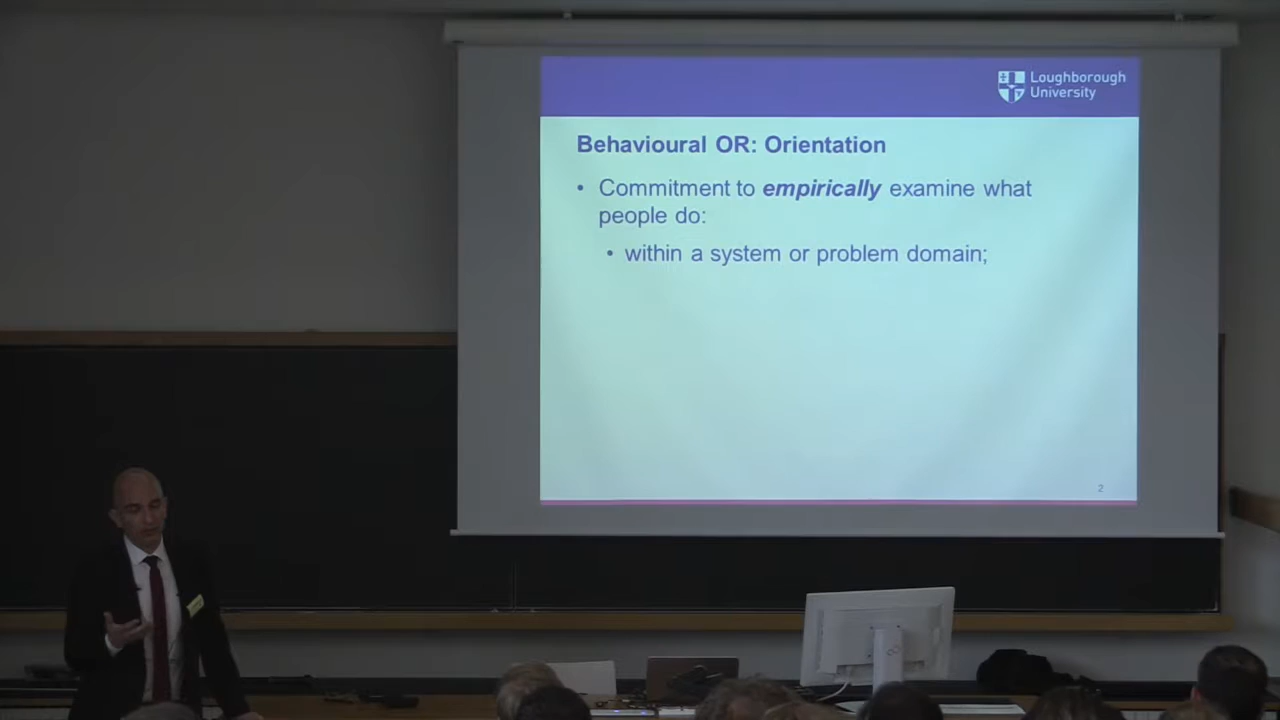 Loughborough
University
Behavioural OR: Orientation
• Commitment to empirically examine what
people do:
• within a system or problem domain;
2